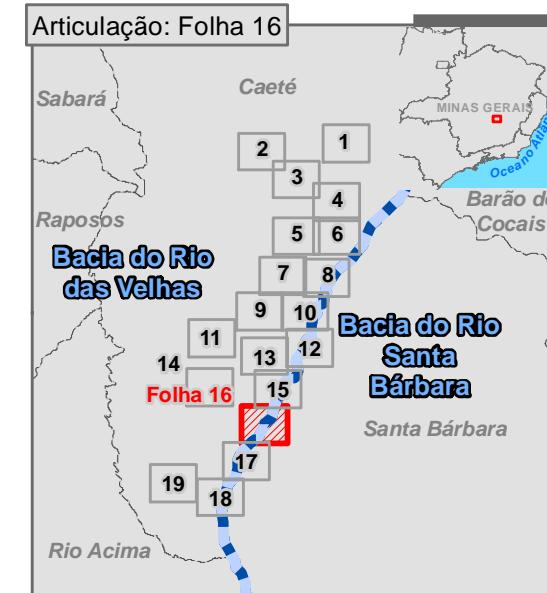 Articulação: Folha 16
Caeté
Sabará
MINAS GERAIS
Oceano Atlân
1
2
3
4
Barão de
Cocais
Raposos
5
6
Bacia do Rio
das Velhas
7
8
9
10
Bacia do Rio
Santa
Bárbara
11
12
13
14
15
Folha 16
Santa Bárbara
17
19
18
Rio Acima